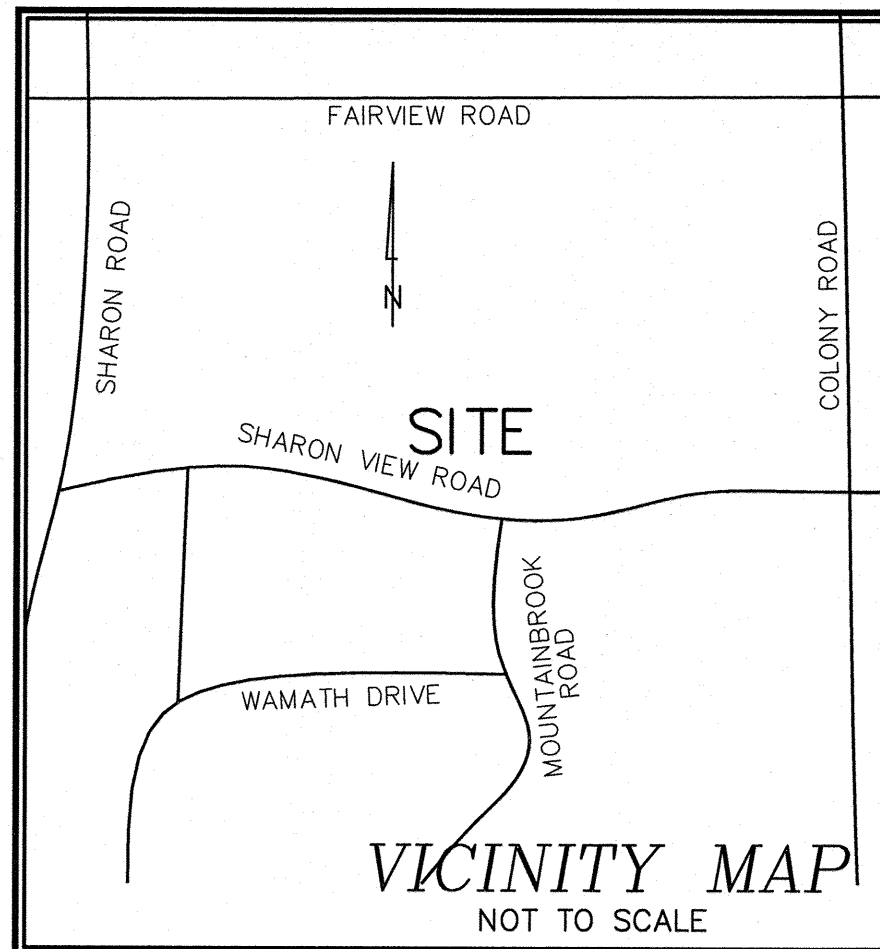 FAIRVIEW ROAD
SHARON ROAD
COLONY ROAD
N
SITE
SHARON VIEW ROAD
MOUNTAINBROOK
ROAD
WAMATH DRIVE
VICINITY MAP
NOT TO SCALE